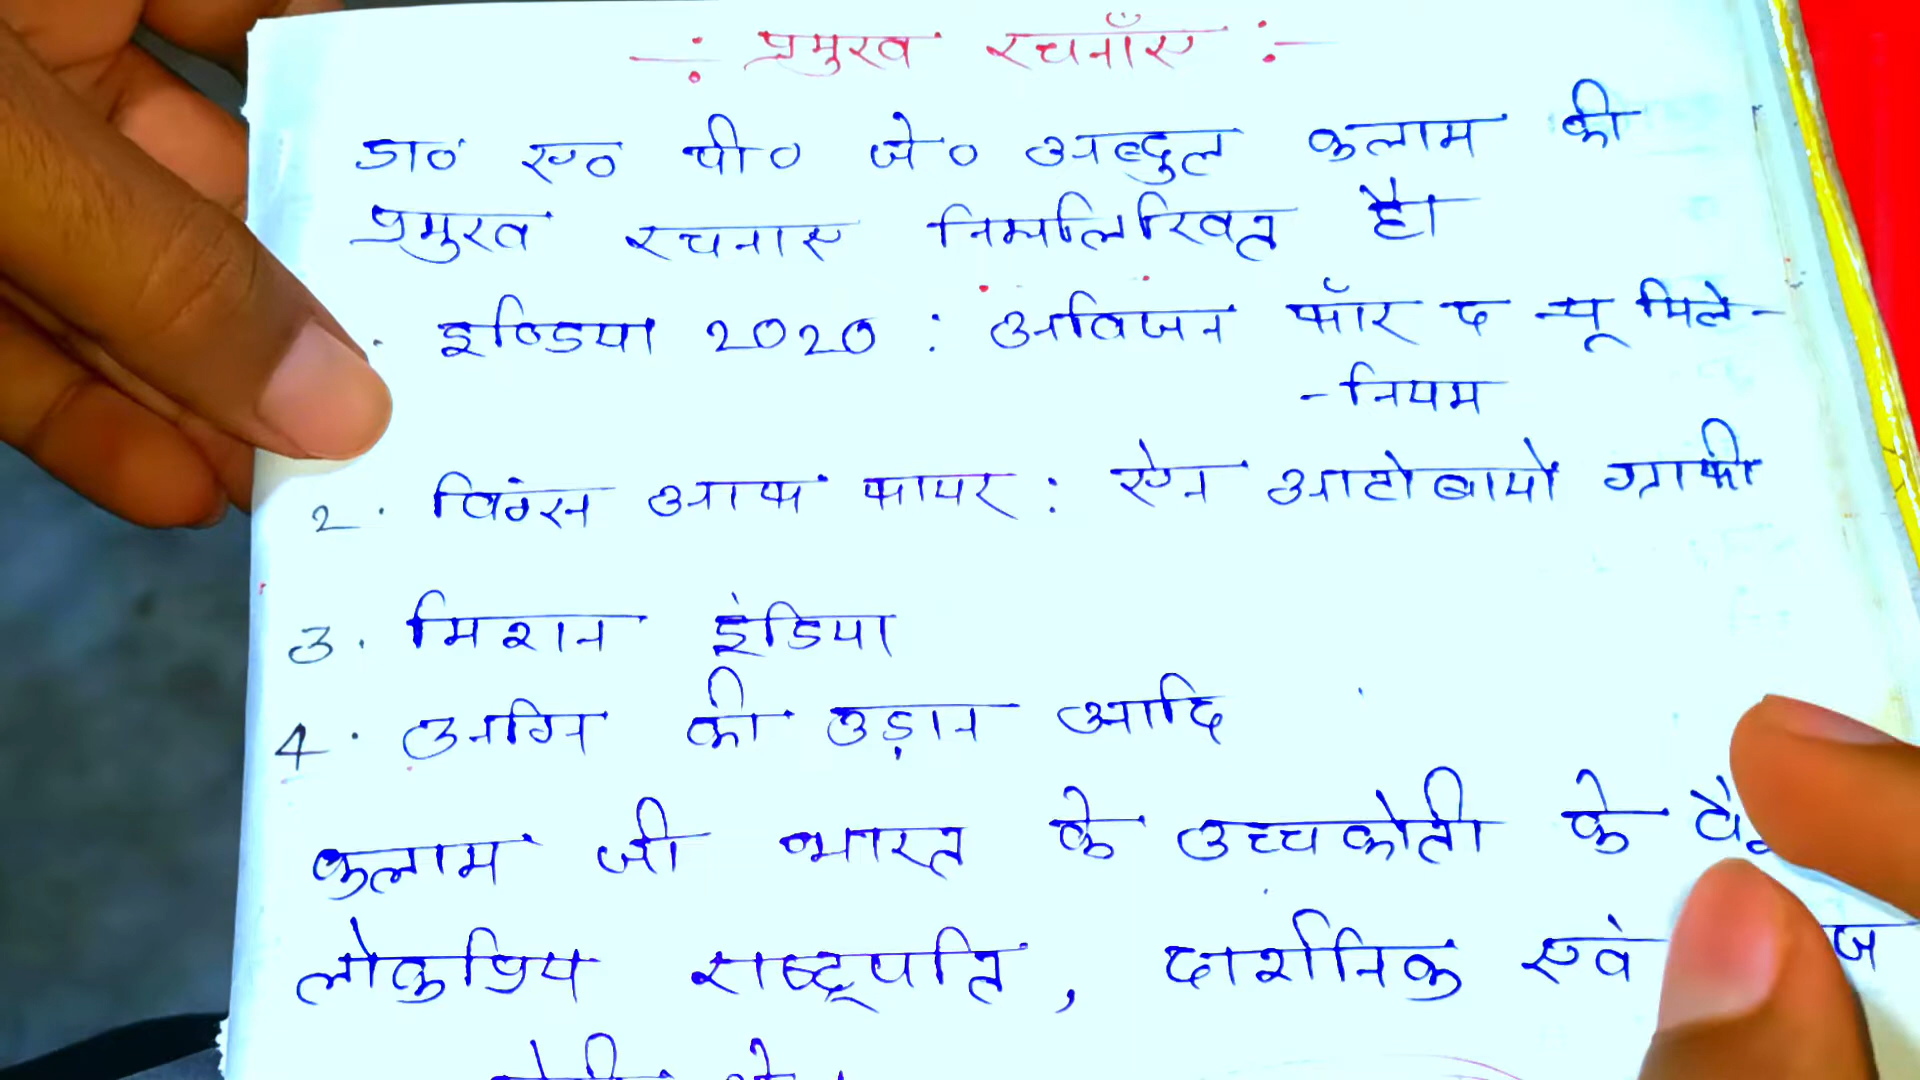 -: प्रमुख रचनाँए :-
डा० ए० पी० जे० अब्दुल कलाम की
प्रमुख रचनाए निम्नलिखित है।
. इण्डिया 2020 : अविजन फॉर द न्यू मिले-
-नियम
2. विंग्स आफ फायर : ऐन आटोबायो ग्राफी
3. मिशन इंडिया
4. अग्नि की उड़ान आदि
कलाम जी भारत के उच्चकोती के
लोकप्रिय राष्ट्रपति, दार्शनिक एवं